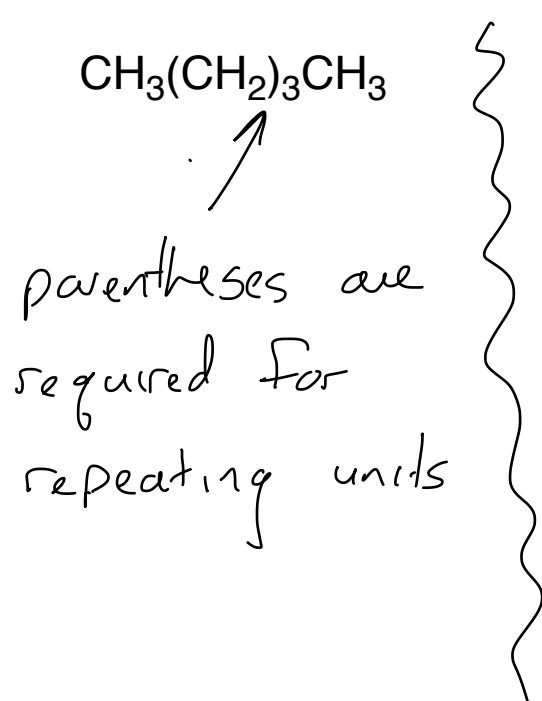 CH₃(CH₂)₃CH₃
parentheses are
required for
repeating units